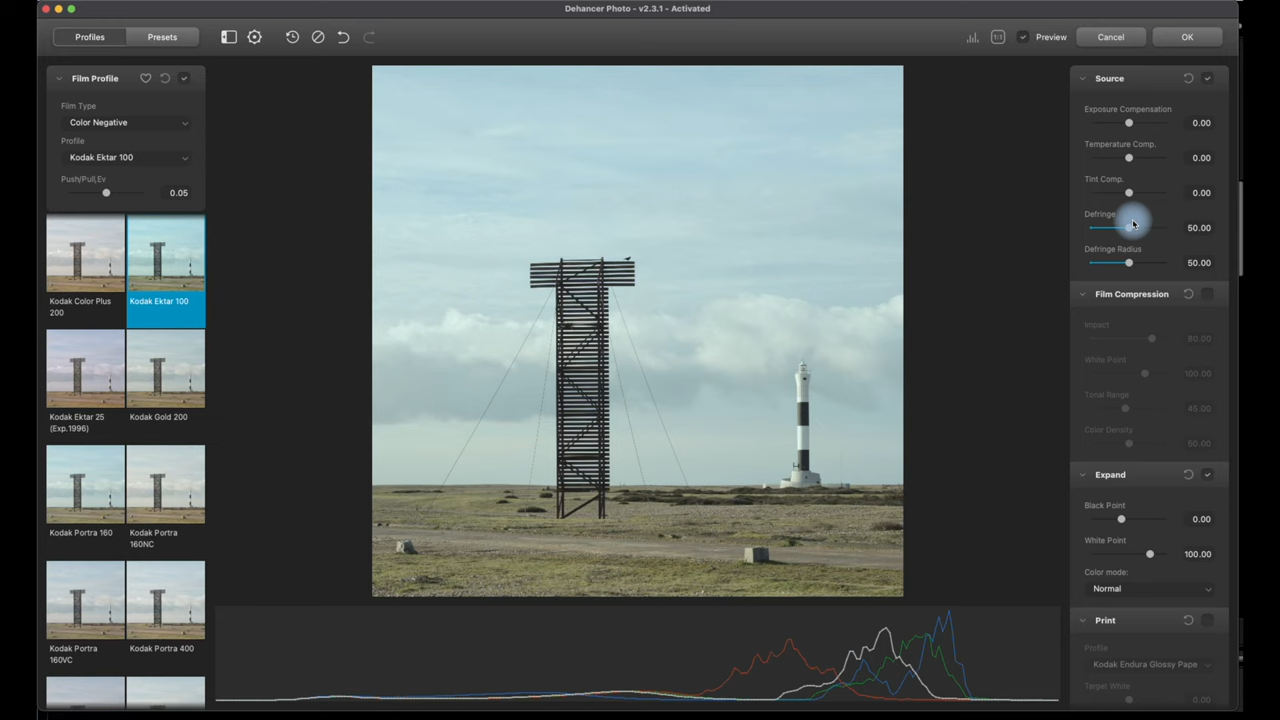 Dehancer Photo - v2.3.1 - Activated
Profiles
Presets
1:1
Preview
Cancel
OK
Film Profile
Film Type
Color Negative
Profile
Kodak Ektar 100
Push/Pull,Ev
0.05
Kodak Color Plus
200
Kodak Ektar 100
Kodak Ektar 25
(Exp.1996)
Kodak Gold 200
Kodak Portra 160
Kodak Portra
160NC
Kodak Portra
160VC
Kodak Portra 400
Source
Exposure Compensation
0.00
Temperature Comp.
0.00
Tint Comp.
0.00
Defringe
50.00
Defringe Radius
50.00
Film Compression
Impact
80.00
White Point
100.00
Tonal Range
45.00
Color Density
50.00
Expand
Black Point
0.00
White Point
100.00
Color mode:
Normal
Print
Profile
Kodak Endura Glossy Pape
Target White
0.00